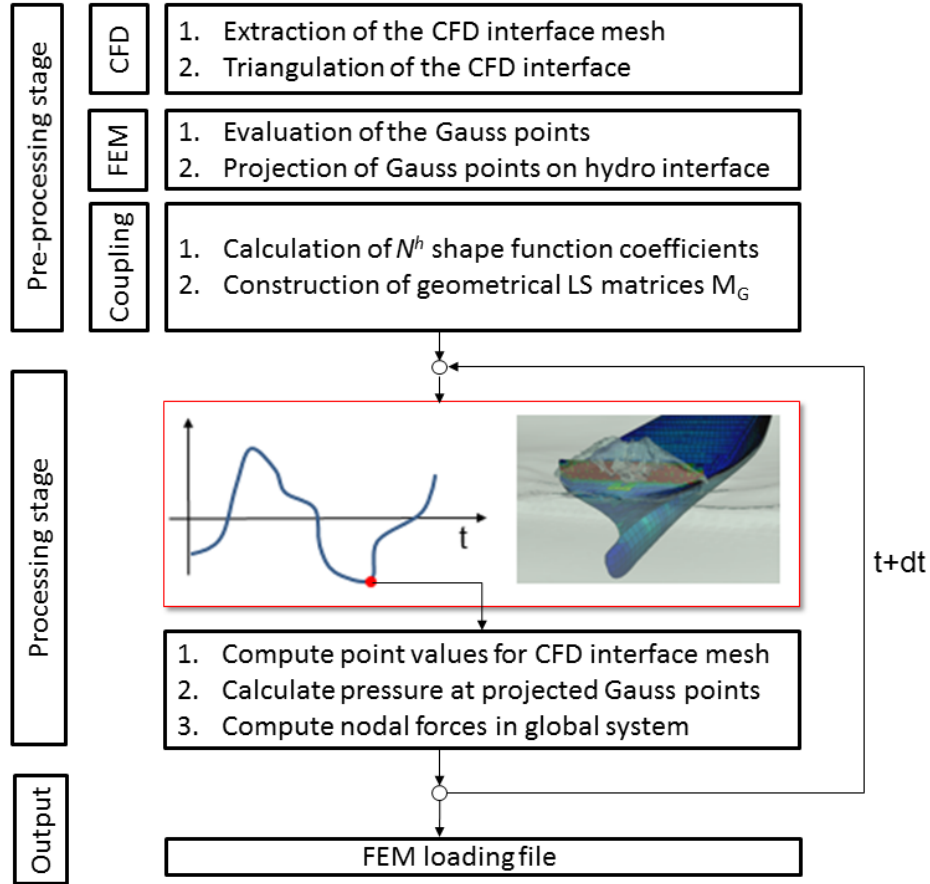 Pre-processing stage
CFD
1. Extraction of the CFD interface mesh
2. Triangulation of the CFD interface
FEM
1. Evaluation of the Gauss points
2. Projection of Gauss points on hydro interface
Coupling
1. Calculation of Nʰ shape function coefficients
2. Construction of geometrical LS matrices M_G
Processing stage
t
t+dt
1. Compute point values for CFD interface mesh
2. Calculate pressure at projected Gauss points
3. Compute nodal forces in global system
Output
FEM loading file